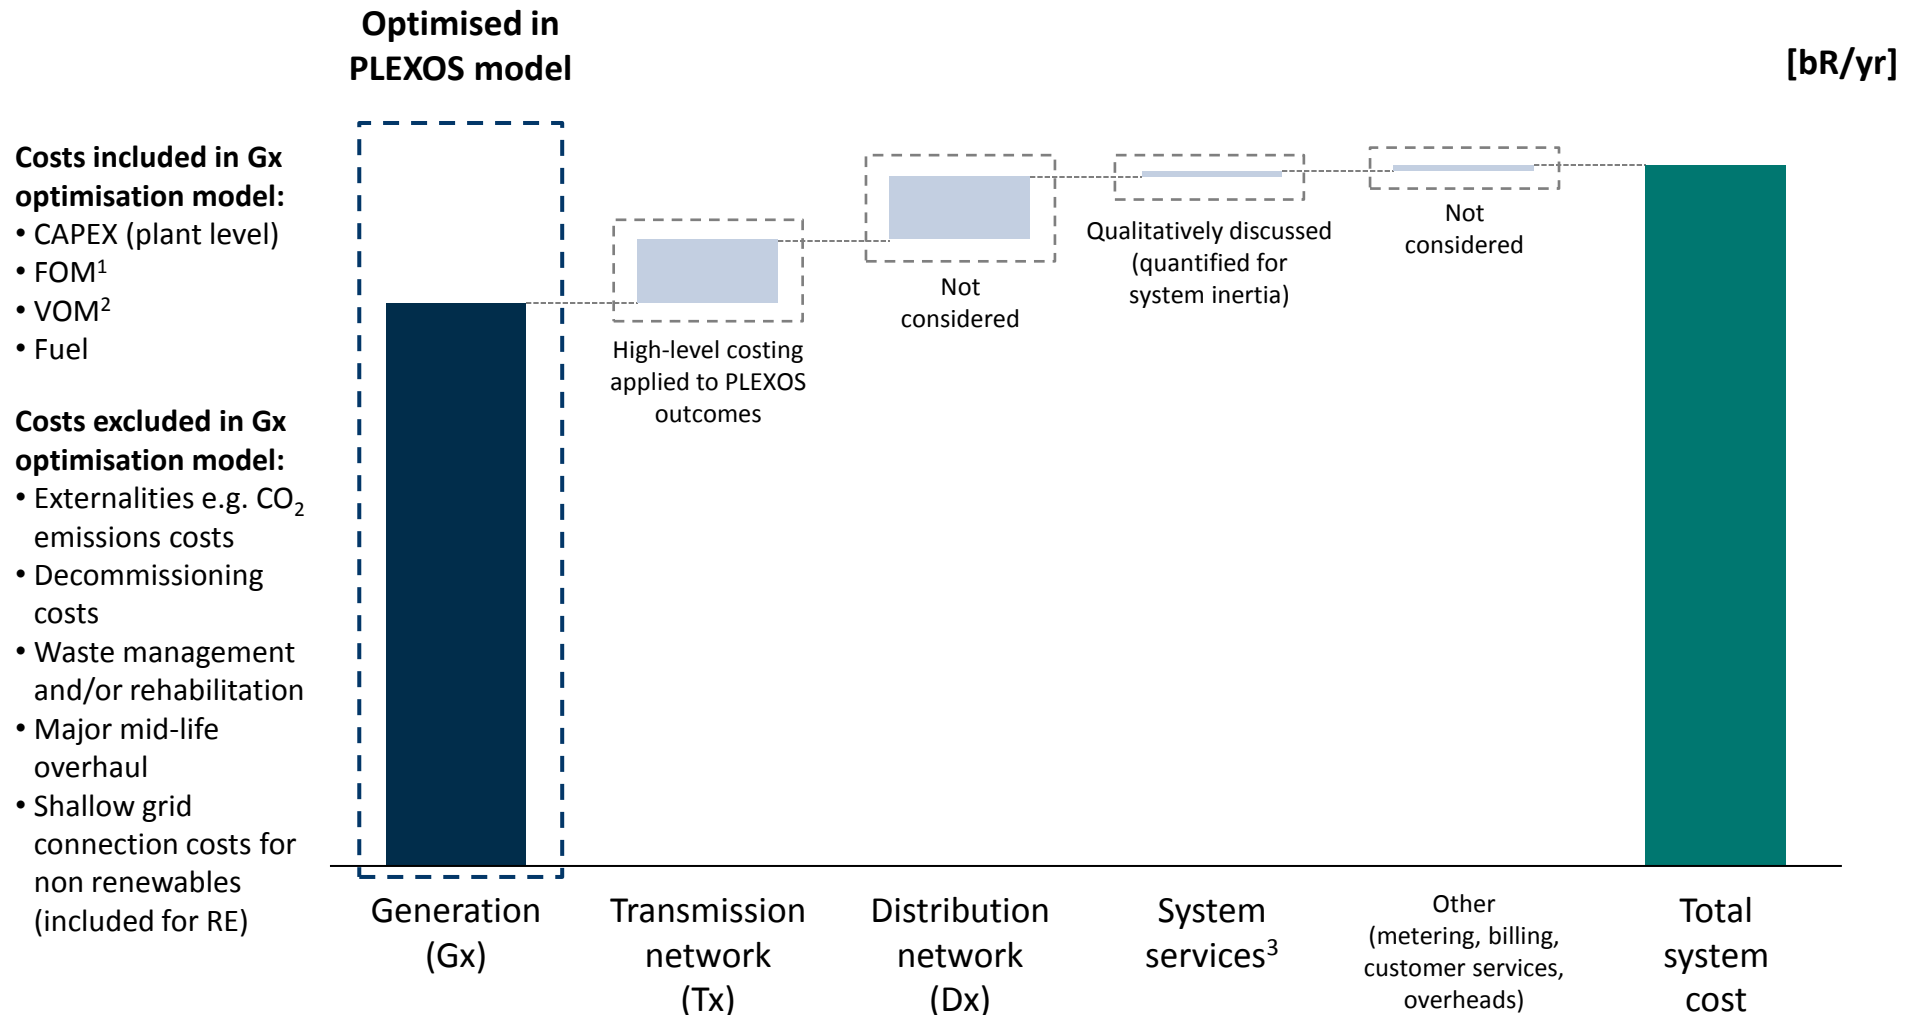 Optimised in
PLEXOS model
[bR/yr]
Costs included in Gx
optimisation model:
• CAPEX (plant level)
• FOM¹
• VOM²
• Fuel
Costs excluded in Gx
optimisation model:
• Externalities e.g. CO₂
emissions costs
• Decommissioning
costs
• Waste management
and/or rehabilitation
• Major mid-life
overhaul
• Shallow grid
connection costs for
non renewables
(included for RE)
High-level costing
applied to PLEXOS
outcomes
Not
considered
Qualitatively discussed
(quantified for
system inertia)
Not
considered
Generation
(Gx)
Transmission
network
(Tx)
Distribution
network
(Dx)
System
services³
Other
(metering, billing,
customer services,
overheads)
Total
system
cost